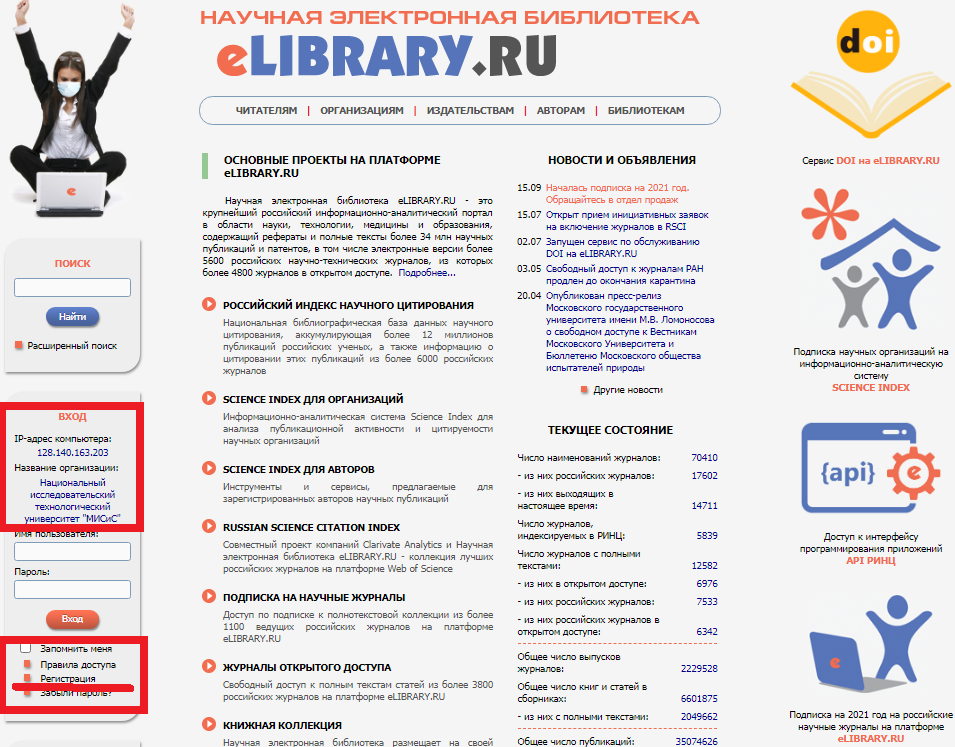 НАУЧНАЯ ЭЛЕКТРОННАЯ БИБЛИОТЕКА
eLIBRARY.RU
ЧИТАТЕЛЯМ | ОРГАНИЗАЦИЯМ | ИЗДАТЕЛЬСТВАМ | АВТОРАМ | БИБЛИОТЕКАМ
e
ПОИСК
Найти
Расширенный поиск
ВХОД
IP-адрес компьютера:
128.140.163.203
Название организации:
Национальный
исследовательский
технологический
университет "МИСиС"
Имя пользователя:
Пароль:
Вход
Запомнить меня
Правила доступа
Регистрация
Забыли пароль?
ОСНОВНЫЕ ПРОЕКТЫ НА ПЛАТФОРМЕ
eLIBRARY.RU
Научная электронная библиотека eLIBRARY.RU - это
крупнейший российский информационно-аналитический портал
в области науки, технологии, медицины и образования,
содержащий рефераты и полные тексты более 34 млн научных
публикаций и патентов, в том числе электронные версии более
5600 российских научно-технических журналов, из которых
более 4800 журналов в открытом доступе. Подробнее...
РОССИЙСКИЙ ИНДЕКС НАУЧНОГО ЦИТИРОВАНИЯ
Национальная библиографическая база данных научного
цитирования, аккумулирующая более 12 миллионов
публикаций российских ученых, а также информацию о
цитировании этих публикаций из более 6000 российских
журналов
SCIENCE INDEX ДЛЯ ОРГАНИЗАЦИЙ
Информационно-аналитическая система Science Index для
анализа публикационной активности и цитируемости
научных организаций
SCIENCE INDEX ДЛЯ АВТОРОВ
Инструменты и сервисы, предлагаемые для
зарегистрированных авторов научных публикаций
RUSSIAN SCIENCE CITATION INDEX
Совместный проект компаний Clarivate Analytics и Научная
электронная библиотека eLIBRARY.RU - коллекция лучших
российских журналов на платформе Web of Science
ПОДПИСКА НА НАУЧНЫЕ ЖУРНАЛЫ
Доступ по подписке к полнотекстовой коллекции из более
1100 ведущих российских журналов на платформе
eLIBRARY.RU
ЖУРНАЛЫ ОТКРЫТОГО ДОСТУПА
Свободный доступ к полным текстам статей из более 3800
российских журналов на платформе eLIBRARY.RU
КНИЖНАЯ КОЛЛЕКЦИЯ
Научная электронная библиотека размещает на своей
НОВОСТИ И ОБЪЯВЛЕНИЯ
15.09 Началась подписка на 2021 год.
Обращайтесь в отдел продаж
15.07 Открыт прием инициативных заявок
на включение журналов в RSCI
02.07 Запущен сервис по обслуживанию
DOI на eLIBRARY.RU
03.05 Свободный доступ к журналам РАН
продлен до окончания карантина
20.04 Опубликован пресс-релиз
Московского государственного
университета имени М.В. Ломоносова
о свободном доступе к Вестникам
Московского Университета и
Бюллетеню Московского общества
испытателей природы
Другие новости
ТЕКУЩЕЕ СОСТОЯНИЕ
Число наименований журналов: 70410
- из них российских журналов: 17602
- из них выходящих в
настоящее время: 14711
Число журналов,
индексируемых в РИНЦ: 5839
Число журналов с полными
текстами: 12582
- из них в открытом доступе: 6976
- из них российских журналов: 7533
- из них российских журналов в
открытом доступе: 6342
Общее число выпусков
журналов: 2229528
Общее число книг и статей в
сборниках: 6601875
- из них с полными текстами: 2049662
Общее число публикаций: 35074626
doi
Сервис DOI на eLIBRARY.RU
Подписка научных организаций на
информационно-аналитическую
систему
SCIENCE INDEX
{api} e
Доступ к интерфейсу
программирования приложений
API РИНЦ
e
Подписка на 2021 год на российские
научные журналы на платформе
eLIBRARY.RU